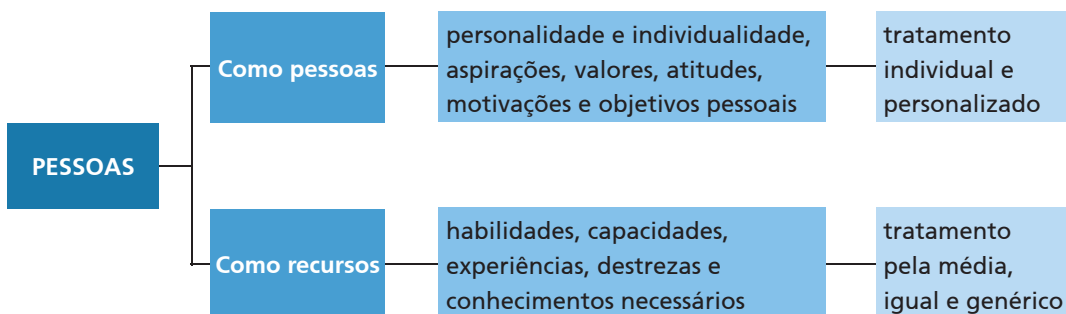 PESSOAS
Como pessoas
personalidade e individualidade,
aspirações, valores, atitudes,
motivações e objetivos pessoais
tratamento
individual e
personalizado
Como recursos
habilidades, capacidades,
experiências, destrezas e
conhecimentos necessários
tratamento
pela média,
igual e genérico